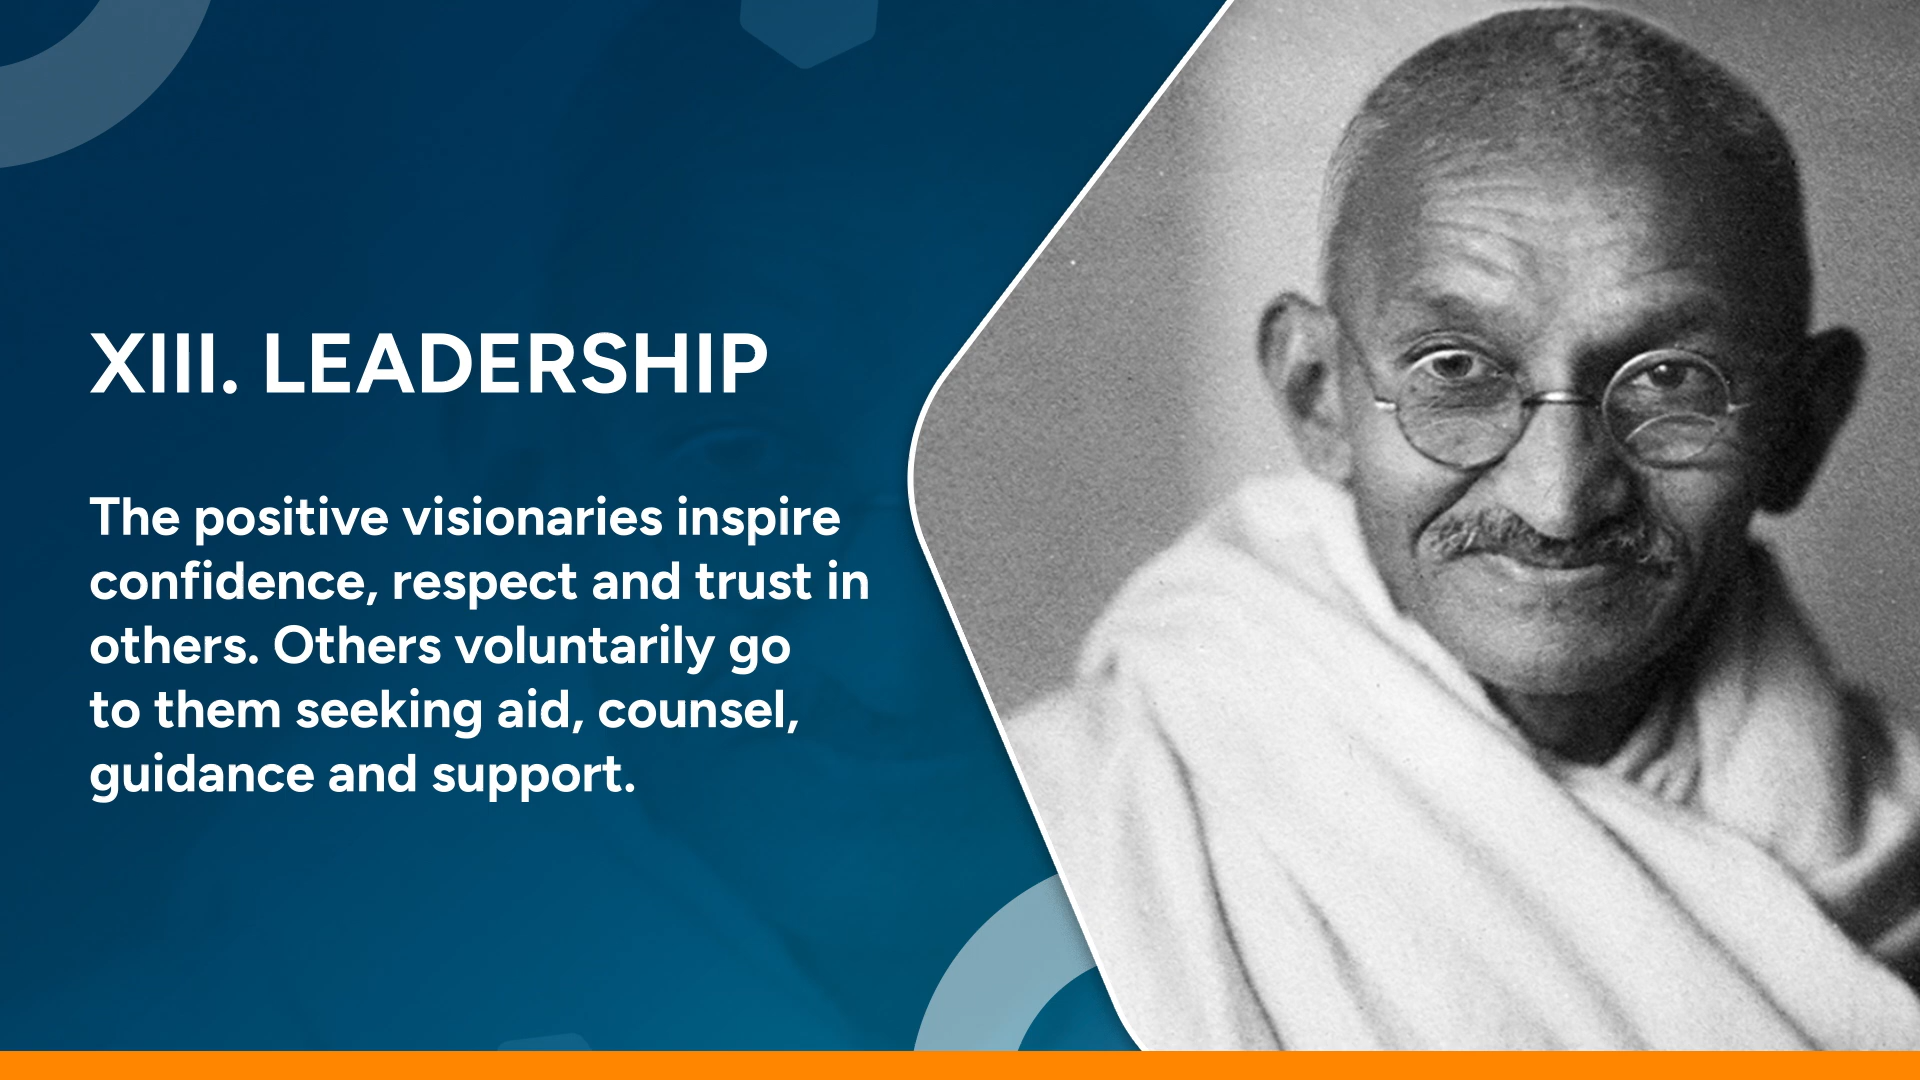 XIII. LEADERSHIP
The positive visionaries inspire
confidence, respect and trust in
others. Others voluntarily go
to them seeking aid, counsel,
guidance and support.